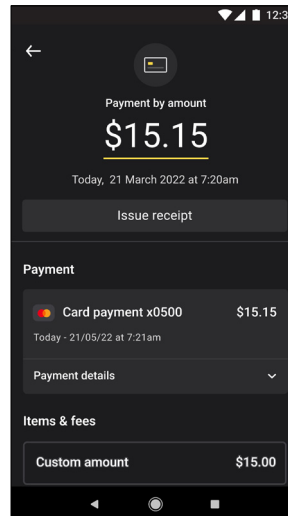 12:3
Payment by amount
$15.15
Today, 21 March 2022 at 7:20am
Issue receipt
Payment
Card payment x0500 $15.15
Today - 21/05/22 at 7:21am
Payment details
Items & fees
Custom amount $15.00